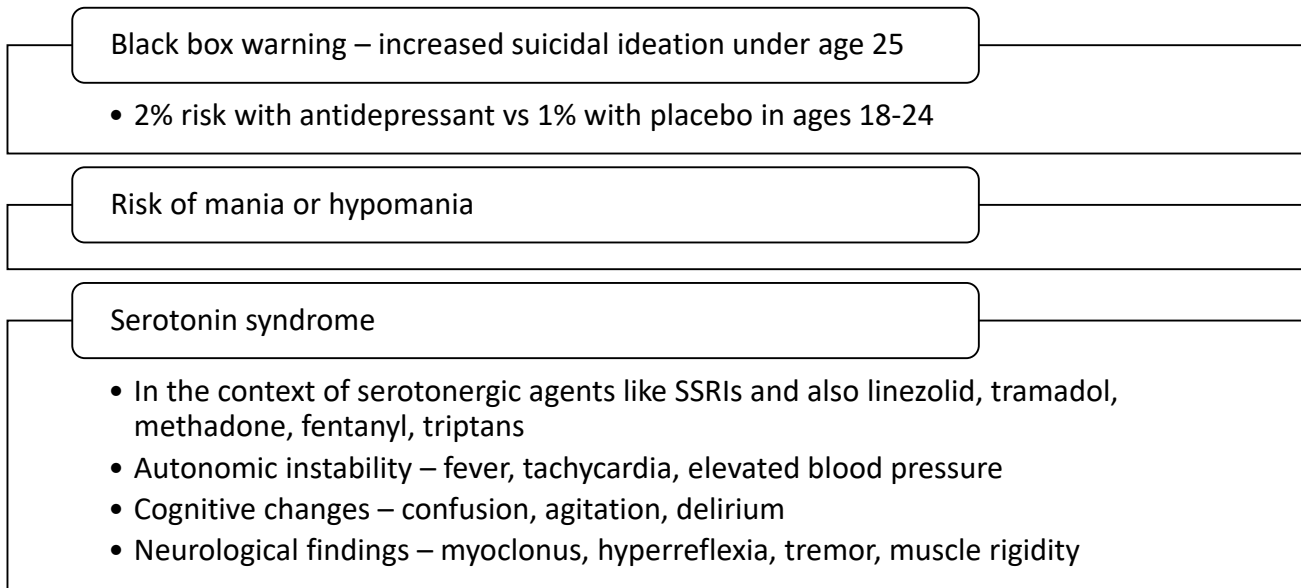 Black box warning – increased suicidal ideation under age 25
• 2% risk with antidepressant vs 1% with placebo in ages 18-24
Risk of mania or hypomania
Serotonin syndrome
• In the context of serotonergic agents like SSRIs and also linezolid, tramadol,
methadone, fentanyl, triptans
• Autonomic instability – fever, tachycardia, elevated blood pressure
• Cognitive changes – confusion, agitation, delirium
• Neurological findings – myoclonus, hyperreflexia, tremor, muscle rigidity